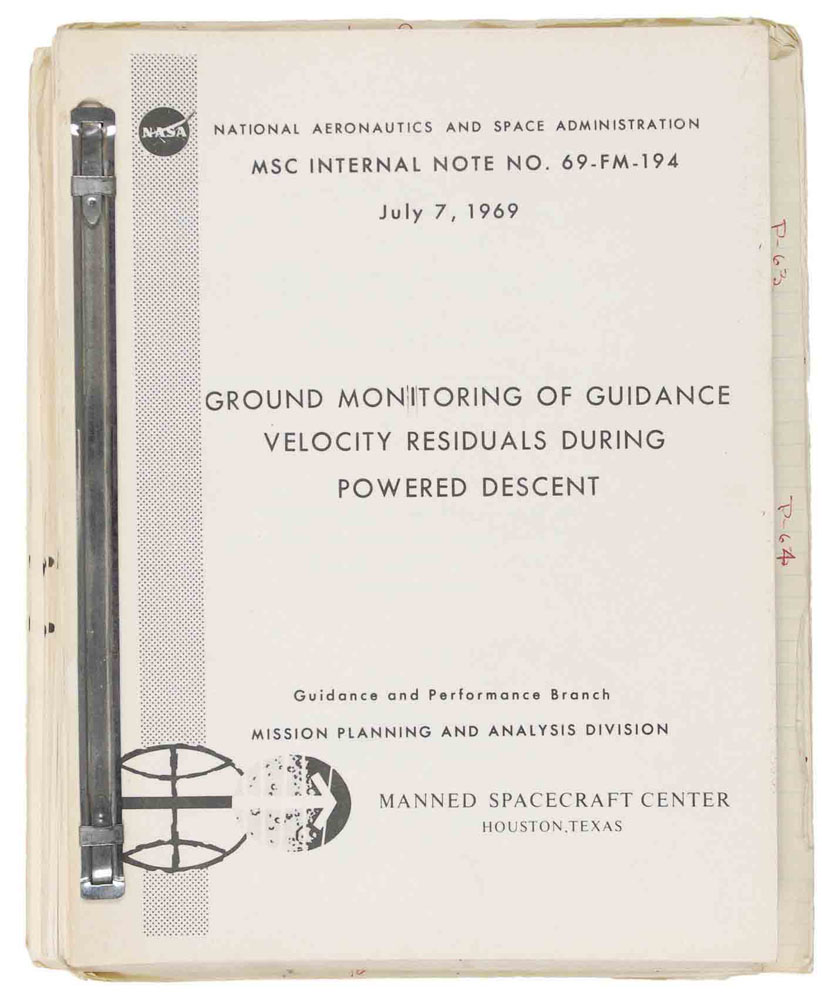 NASA
NATIONAL AERONAUTICS AND SPACE ADMINISTRATION
MSC INTERNAL NOTE NO. 69-FM-194
July 7, 1969
P-63
GROUND MONITORING OF GUIDANCE
VELOCITY RESIDUALS DURING
POWERED DESCENT
P-64
Guidance and Performance Branch
MISSION PLANNING AND ANALYSIS DIVISION
MANNED SPACECRAFT CENTER
HOUSTON, TEXAS